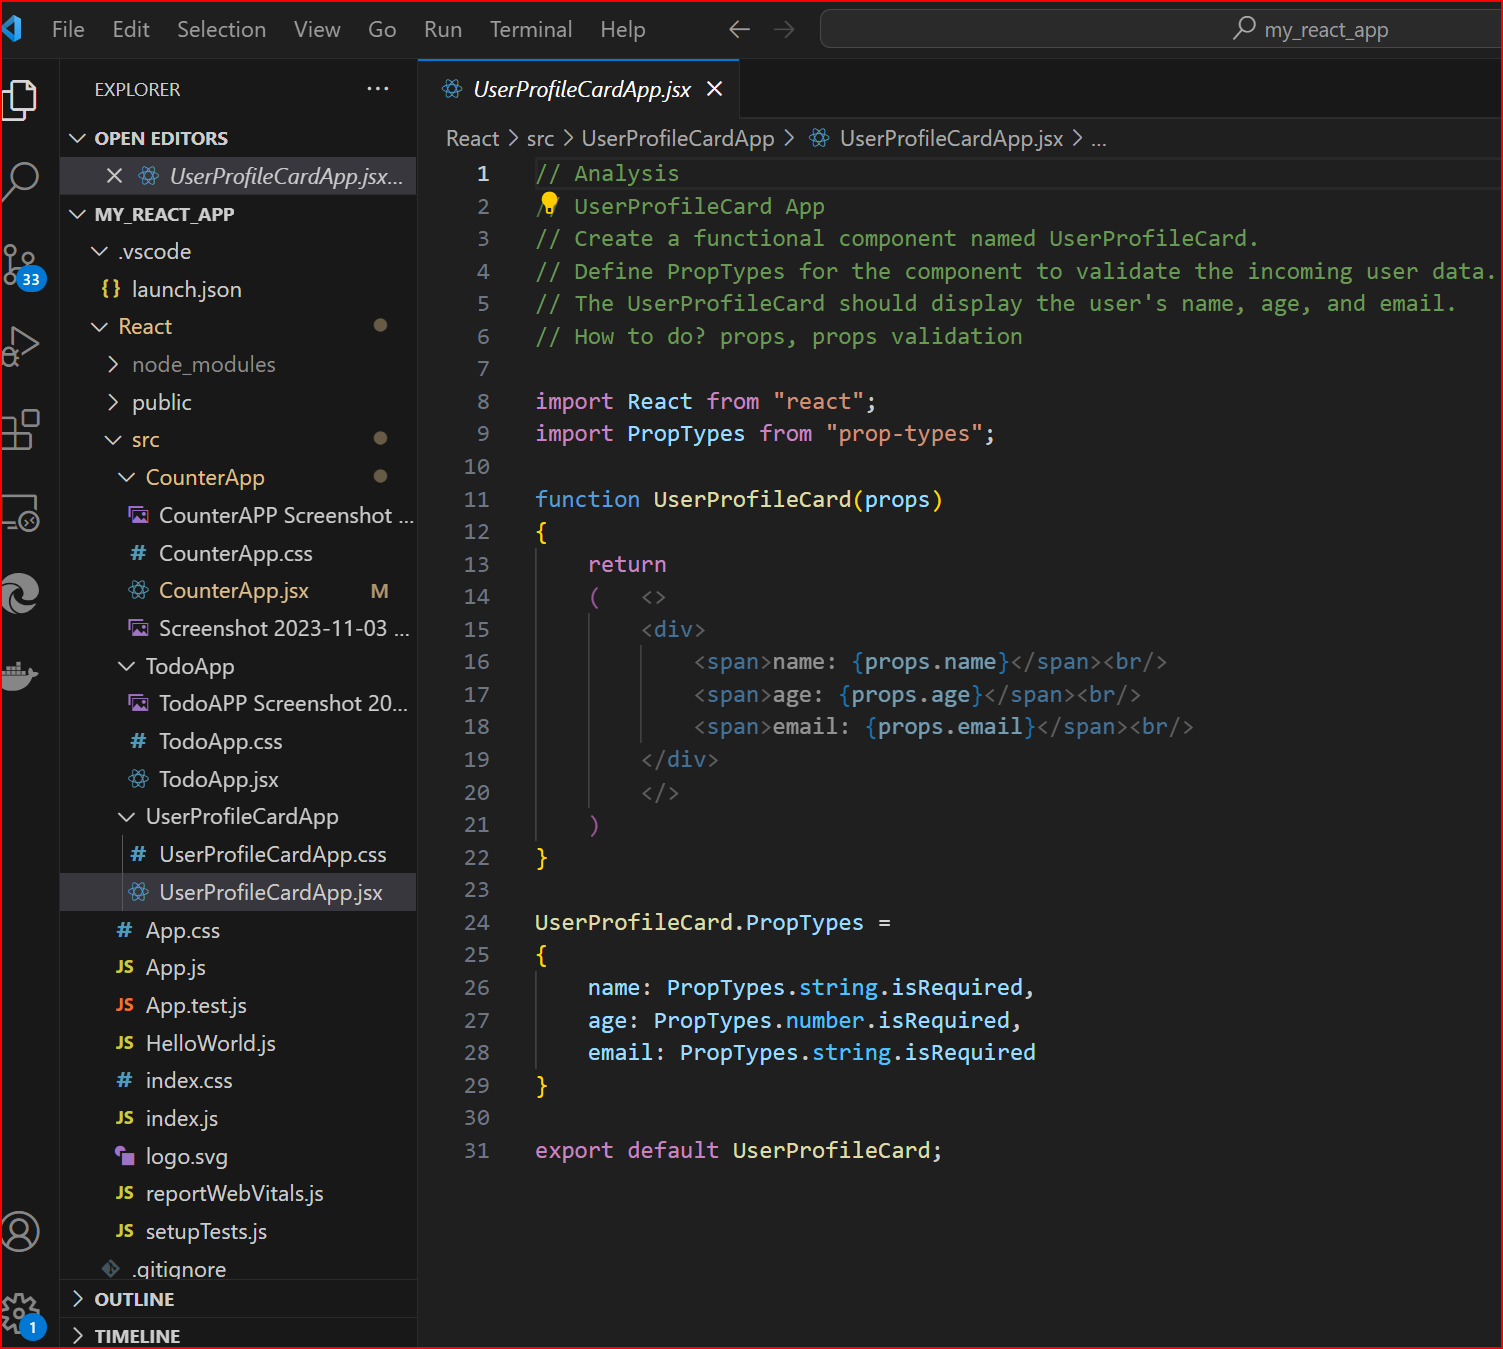 File Edit Selection View Go Run Terminal Help
my_react_app
EXPLORER
OPEN EDITORS
UserProfileCardApp.jsx...
MY_REACT_APP
.vscode
{} launch.json
React
node_modules
public
src
CounterApp
CounterAPP Screenshot ...
# CounterApp.css
CounterApp.jsx M
Screenshot 2023-11-03 ...
TodoApp
TodoAPP Screenshot 20...
# TodoApp.css
TodoApp.jsx
UserProfileCardApp
# UserProfileCardApp.css
UserProfileCardApp.jsx
# App.css
JS App.js
JS App.test.js
JS HelloWorld.js
# index.css
JS index.js
logo.svg
JS reportWebVitals.js
JS setupTests.js
.gitignore
OUTLINE
TIMELINE
33
1
UserProfileCardApp.jsx
React > src > UserProfileCardApp > UserProfileCardApp.jsx > ...
1 // Analysis
2 // UserProfileCard App
3 // Create a functional component named UserProfileCard.
4 // Define PropTypes for the component to validate the incoming user data.
5 // The UserProfileCard should display the user's name, age, and email.
6 // How to do? props, props validation
7
8 import React from "react";
9 import PropTypes from "prop-types";
10
11 function UserProfileCard(props)
12 {
13     return
14     (   <>
15         <div>
16             <span>name: {props.name}</span><br/>
17             <span>age: {props.age}</span><br/>
18             <span>email: {props.email}</span><br/>
19         </div>
20         </>
21     )
22 }
23
24 UserProfileCard.PropTypes =
25 {
26     name: PropTypes.string.isRequired,
27     age: PropTypes.number.isRequired,
28     email: PropTypes.string.isRequired
29 }
30
31 export default UserProfileCard;